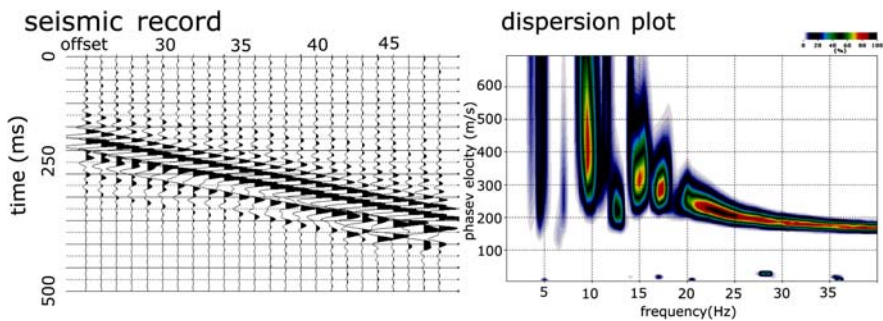 seismic record
offset 30 35 40 45
0
250
500
time (ms)
dispersion plot
0 20 40 60 80 100
(%)
600
500
400
300
200
100
phasev elocity (m/s)
5 10 15 20 25 30 35
frequency(Hz)